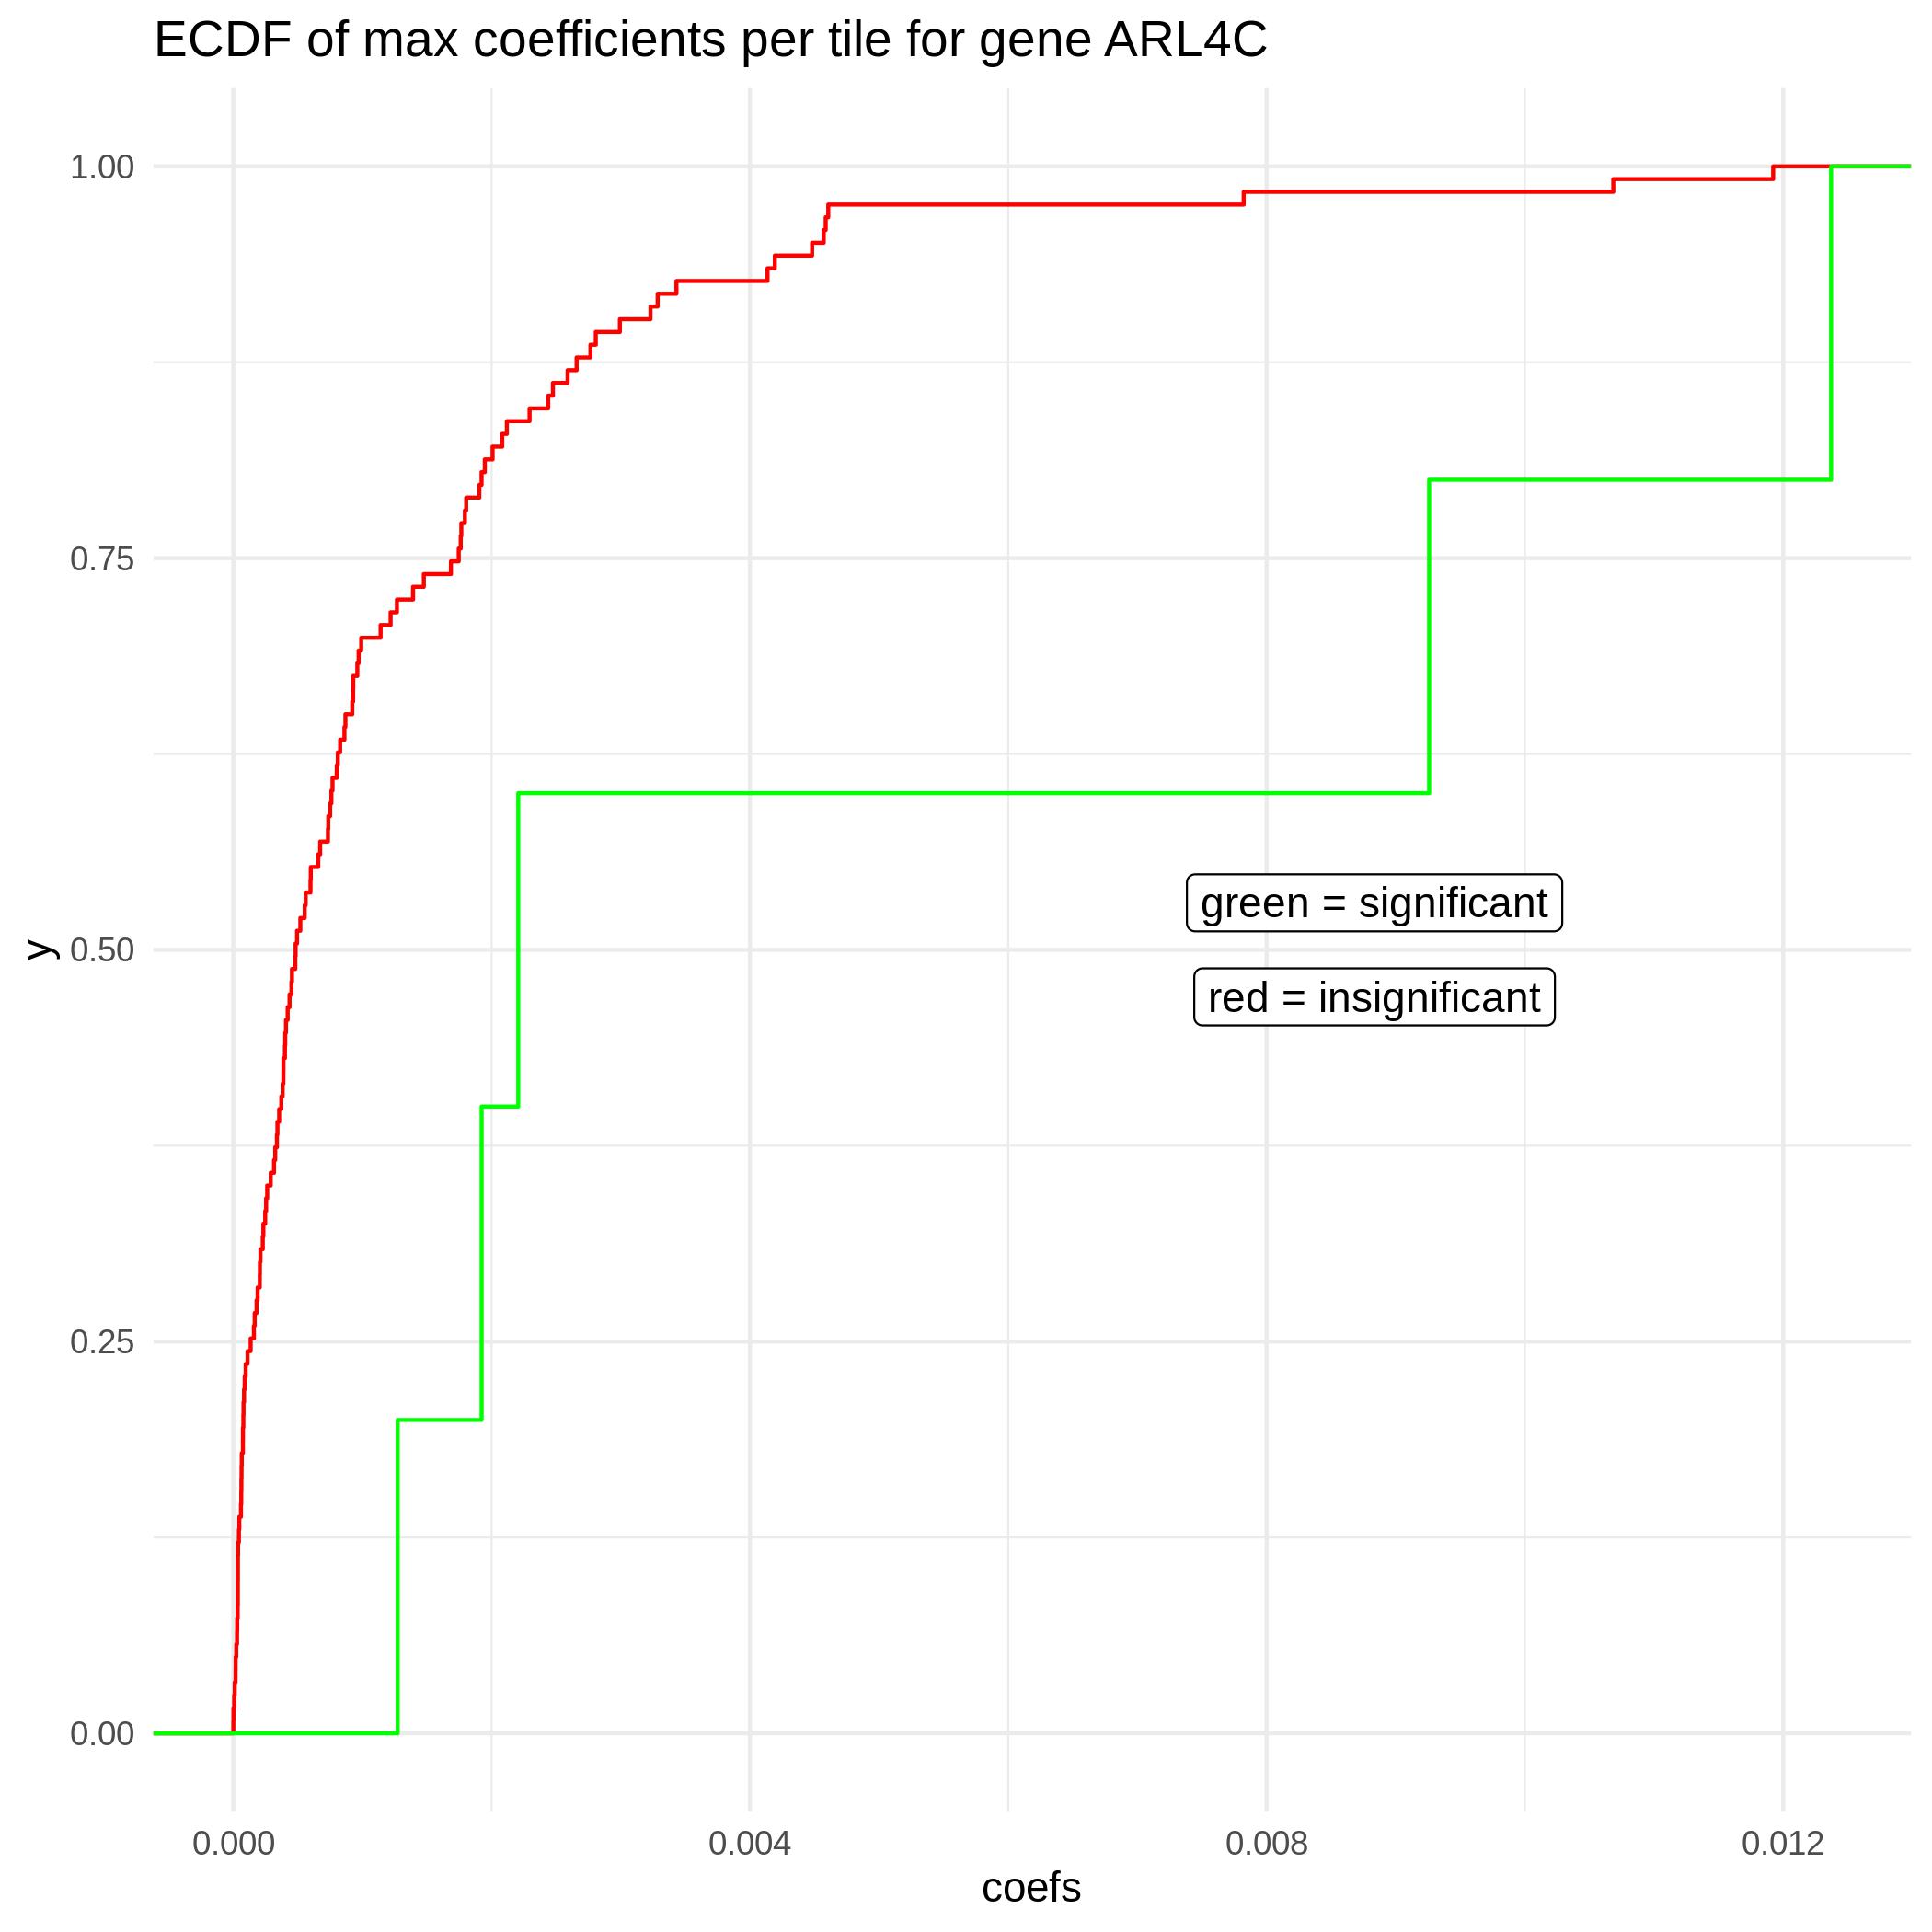 ECDF of max coefficients per tile for gene ARL4C
1.00
0.75
0.50
0.25
0.00
y
green = significant
red = insignificant
0.000 0.004 0.008 0.012
coefs